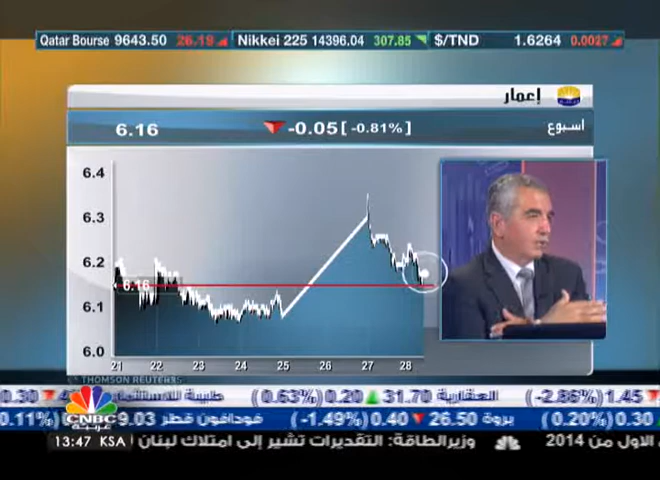 Qatar Bourse 9643.50 26.19 Nikkei 225 14396.04 307.85 $/TND 1.6264 0.0027
إعمار
6.16 -0.05 [ -0.81% ] اسبوع
6.4
6.3
6.2
6.16
6.1
6.0
21 22 23 24 25 26 27 28
THOMSON REUTERS
0.30 طيبة للاستثمار (0.63%) 0.20 31.70 العقارية (-2.86%) 1.45
0.11%) 9.03 فودافون قطر (-1.49%) 0.40 26.50 بروة (0.20%) 0.30
CNBC
عربية
13:47 KSA وزير الطاقة: التقديرات تشير إلى امتلاك لبنان الاول من 2014